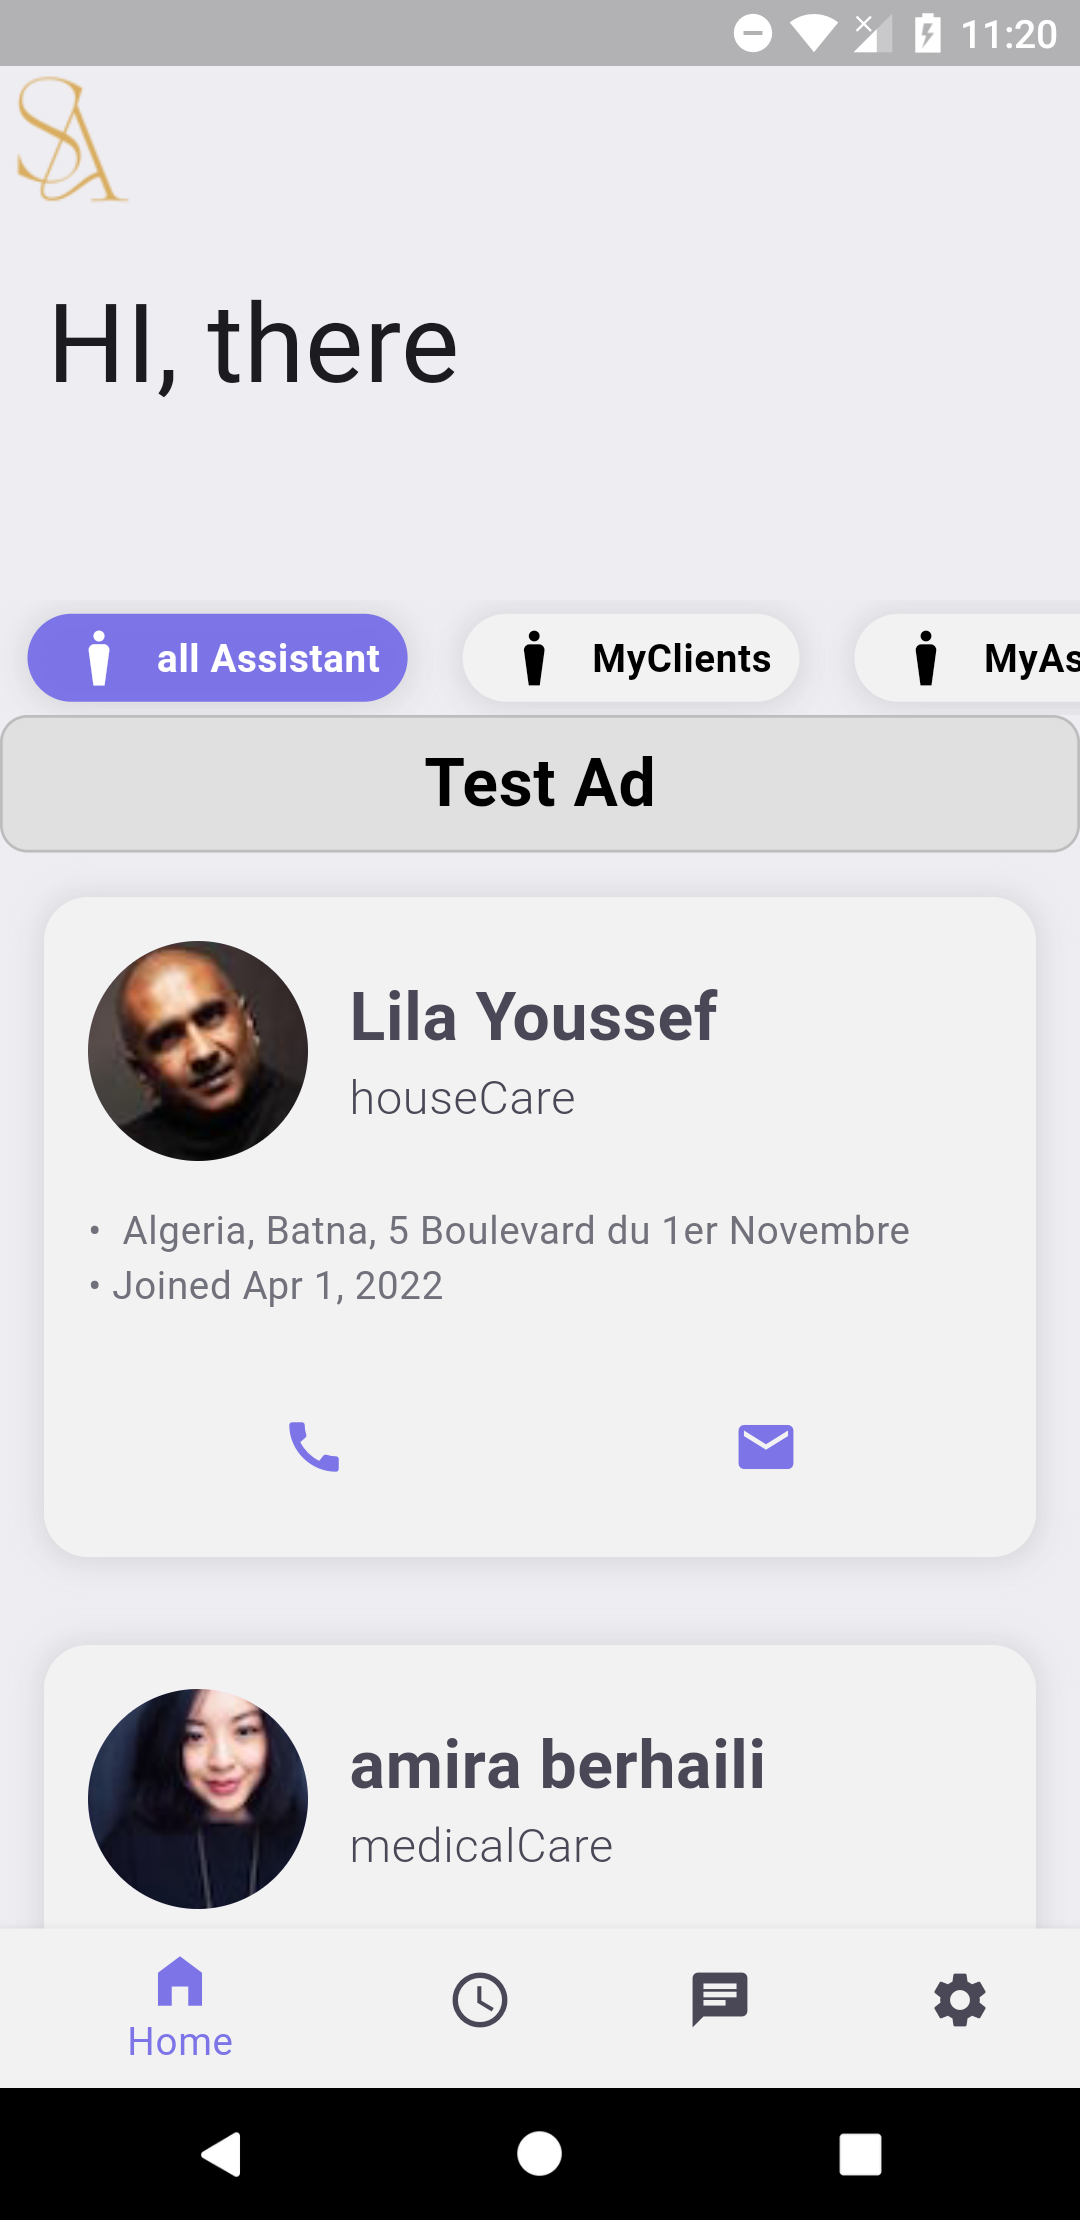 11:20
SA
HI, there
all Assistant
MyClients
MyAs
Test Ad
Lila Youssef
houseCare
• Algeria, Batna, 5 Boulevard du 1er Novembre
• Joined Apr 1, 2022
amira berhaili
medicalCare
Home